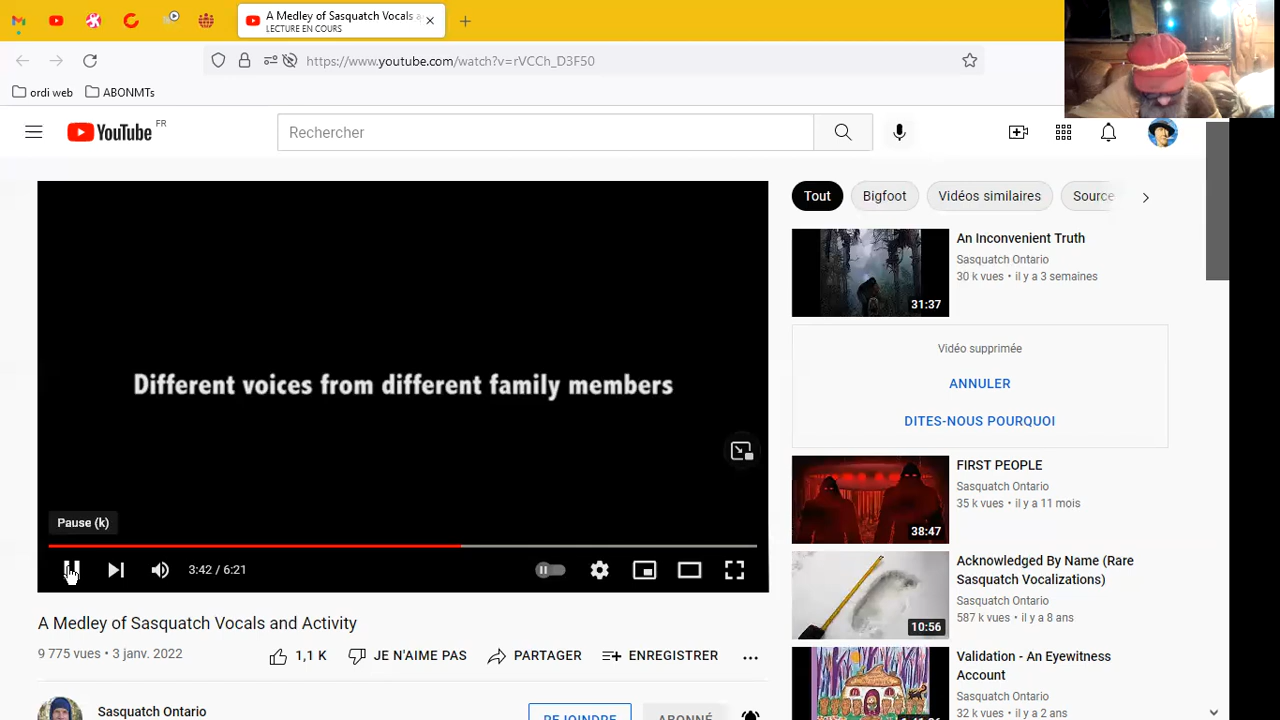 A Medley of Sasquatch Vocals a
LECTURE EN COURS
https://www.youtube.com/watch?v=rVCCh_D3F50
ordi web
ABONMTs
YouTube FR
Rechercher
Different voices from different family members
Pause (k)
3:42 / 6:21
A Medley of Sasquatch Vocals and Activity
9 775 vues • 3 janv. 2022
1,1 K
JE N'AIME PAS
PARTAGER
ENREGISTRER
Sasquatch Ontario
REJOINDRE
ABONNÉ
Tout
Bigfoot
Vidéos similaires
Source
An Inconvenient Truth
Sasquatch Ontario
30 k vues • il y a 3 semaines
31:37
Vidéo supprimée
ANNULER
DITES-NOUS POURQUOI
FIRST PEOPLE
Sasquatch Ontario
35 k vues • il y a 11 mois
38:47
Acknowledged By Name (Rare
Sasquatch Vocalizations)
Sasquatch Ontario
587 k vues • il y a 8 ans
10:56
Validation - An Eyewitness
Account
Sasquatch Ontario
32 k vues • il y a 2 ans